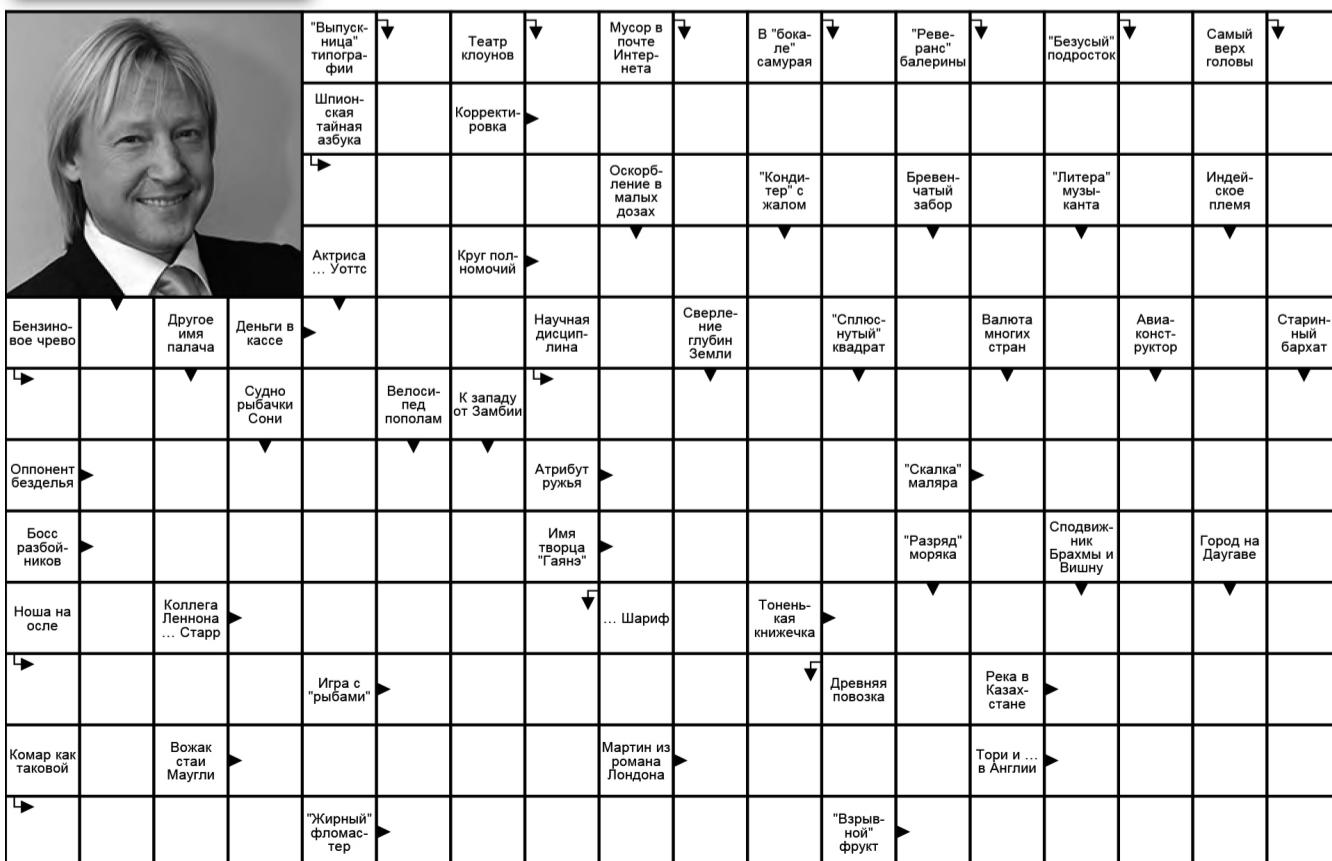 "Выпуск-
ница"
типогра-
фии
Театр
клоунов
Мусор в
почте
Интер-
нета
В "бока-
ле"
самурая
"Реве-
ранс"
балерины
"Безусый"
подросток
Самый
верх
головы
Шпион-
ская
тайная
азбука
Корректи-
ровка
Оскорб-
ление в
малых
дозах
"Конди-
тер" с
жалом
Бревен-
чатый
забор
"Литера"
музы-
канта
Индей-
ское
племя
Актриса
... Уоттс
Круг пол-
номочий
Бензино-
вое чрево
Другое
имя
палача
Деньги в
кассе
Научная
дисцип-
лина
Сверле-
ние
глубин
Земли
"Сплюс-
нутый"
квадрат
Валюта
многих
стран
Авиа-
конст-
руктор
Старин-
ный
бархат
Судно
рыбачки
Сони
Велоси-
пед
пополам
К западу
от Замбии
Оппонент
безделья
Атрибут
ружья
"Скалка"
маляра
Босс
разбой-
ников
Имя
творца
"Гаянэ"
"Разряд"
моряка
Сподвиж-
ник
Брахмы и
Вишну
Город на
Даугаве
Ноша на
осле
Коллега
Леннона
... Старр
... Шариф
Тонень-
кая
книжечка
Игра с
"рыбами"
Древняя
повозка
Река в
Казах-
стане
Комар как
таковой
Вожак
стаи
Маугли
Мартин из
романа
Лондона
Тори и ...
в Англии
"Жирный"
фломас-
тер
"Взрыв-
ной"
фрукт